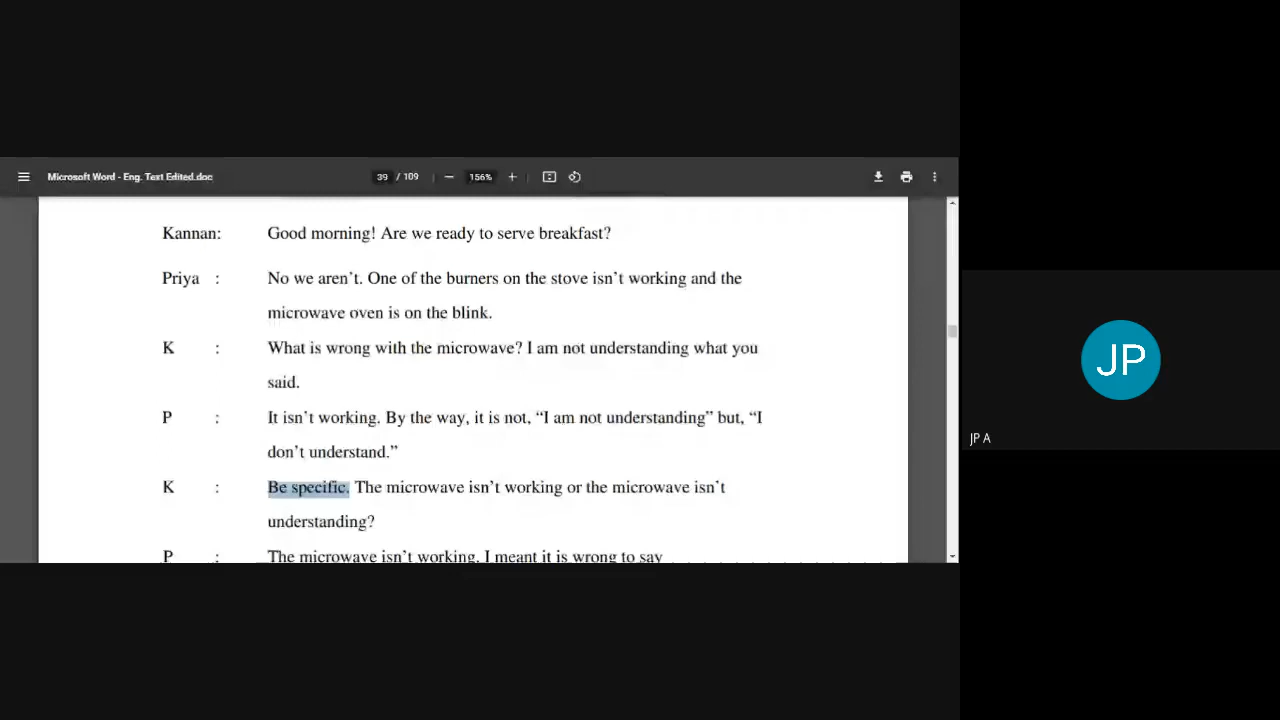 Microsoft Word - Eng. Text Edited.doc 39 / 109 — 156% +
Kannan: Good morning! Are we ready to serve breakfast?
Priya : No we aren’t. One of the burners on the stove isn’t working and the
microwave oven is on the blink.
K : What is wrong with the microwave? I am not understanding what you
said.
P : It isn’t working. By the way, it is not, “I am not understanding” but, “I
don’t understand.”
K : Be specific. The microwave isn’t working or the microwave isn’t
understanding?
P : The microwave isn’t working. I meant it is wrong to say
JP
JP A